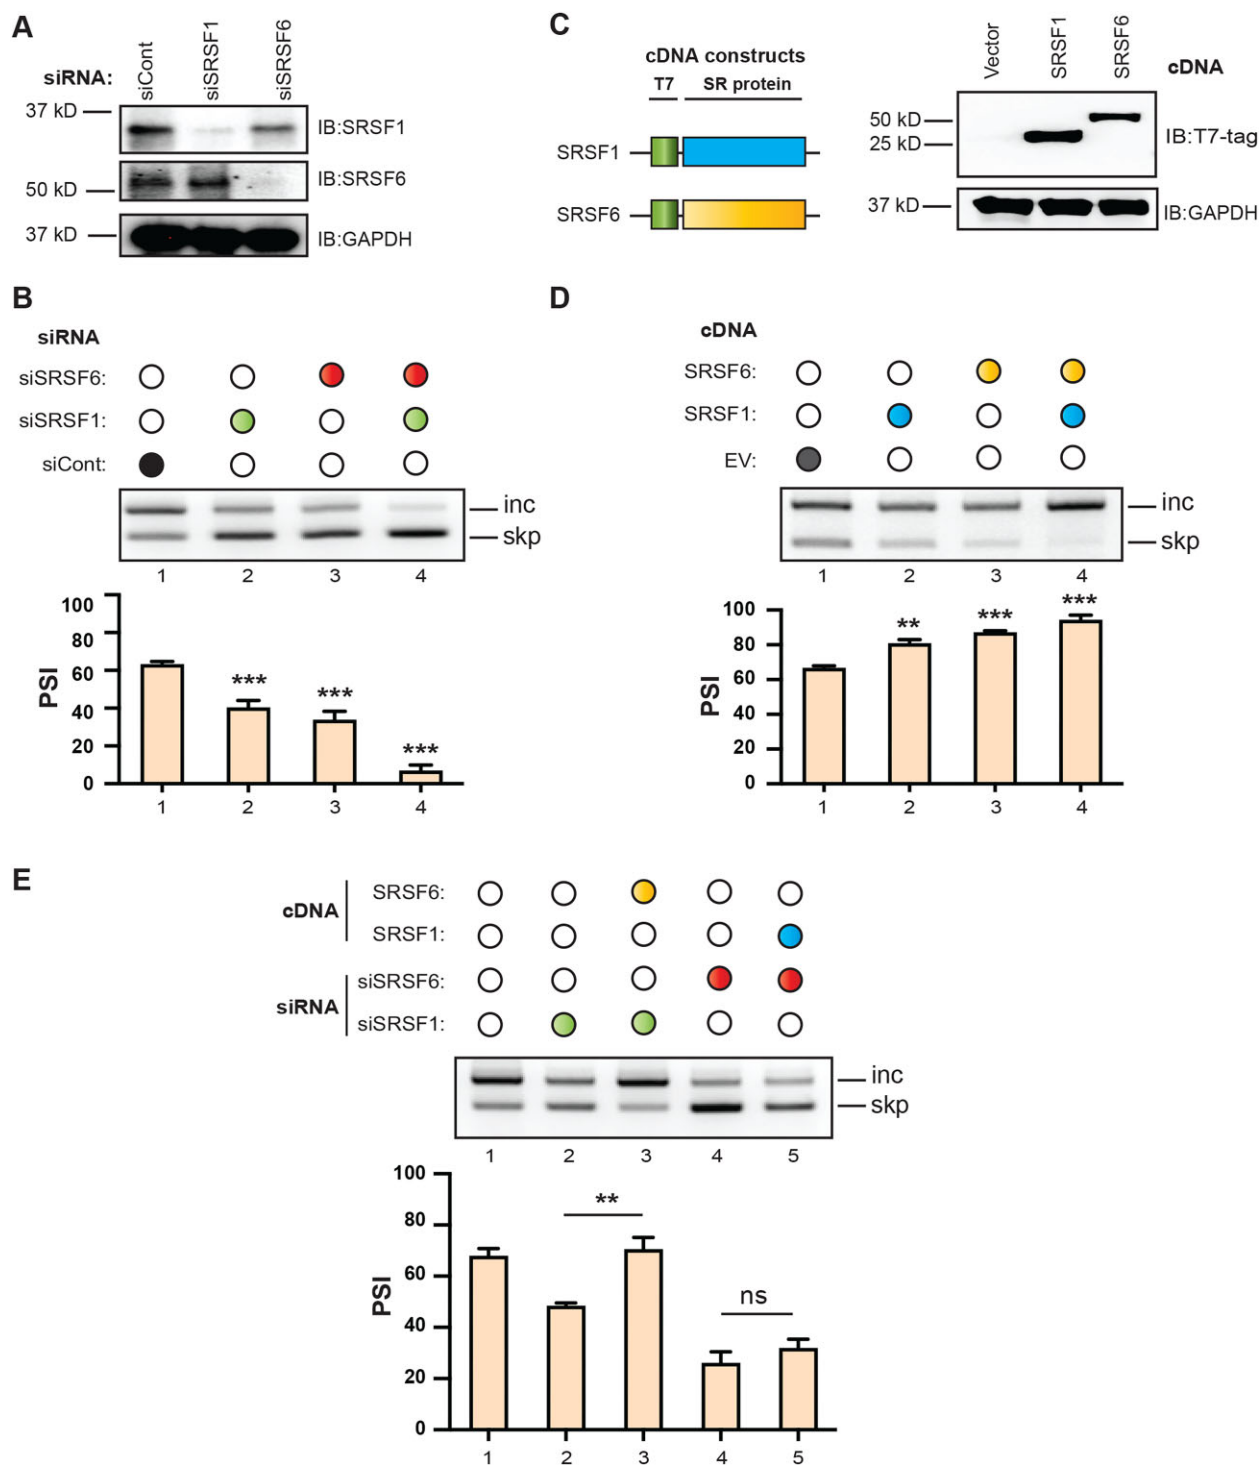 A
siRNA:
siCont
siSRSF1
siSRSF6
37 kD
IB:SRSF1
50 kD
IB:SRSF6
37 kD
IB:GAPDH
B
siRNA
siSRSF6:
siSRSF1:
siCont:
inc
skp
1 2 3 4
PSI
100
80
60
40
20
0
***
***
***
1 2 3 4
C
cDNA constructs
T7 SR protein
SRSF1
SRSF6
Vector
SRSF1
SRSF6
cDNA
50 kD
25 kD
IB:T7-tag
37 kD
IB:GAPDH
D
cDNA
SRSF6:
SRSF1:
EV:
inc
skp
1 2 3 4
PSI
100
80
60
40
20
0
**
***
***
1 2 3 4
E
cDNA
SRSF6:
SRSF1:
siRNA
siSRSF6:
siSRSF1:
inc
skp
1 2 3 4 5
PSI
100
80
60
40
20
0
**
ns
1 2 3 4 5